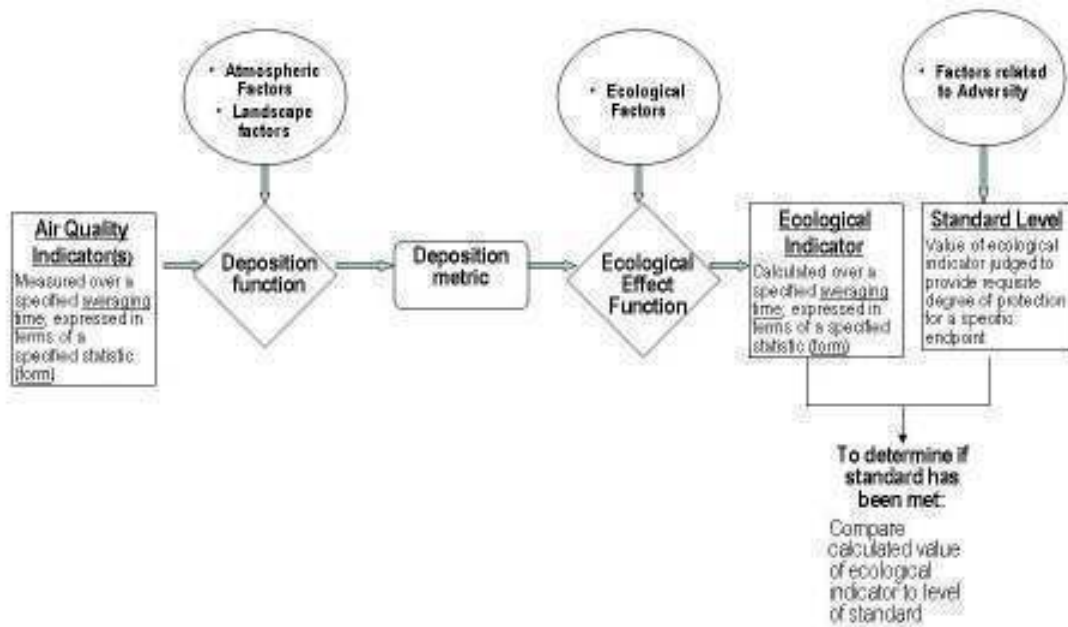 • Atmospheric
Factors
• Landscape
factors
• Ecological
Factors
• Factors related
to Adversity
Air Quality
Indicator(s)
Measured over a
specified averaging
time, expressed in
terms of a
specified statistic
(form)
Deposition
function
Deposition
metric
Ecological
Effect
Function
Ecological
Indicator
Calculated over a
specified averaging
time, expressed in
terms of a specified
statistic (form)
Standard Level
Value of ecological
indicator judged to
provide requisite
degree of protection
for a specific
endpoint
To determine if
standard has
been met:
Compare
calculated value
of ecological
indicator to level
of standard